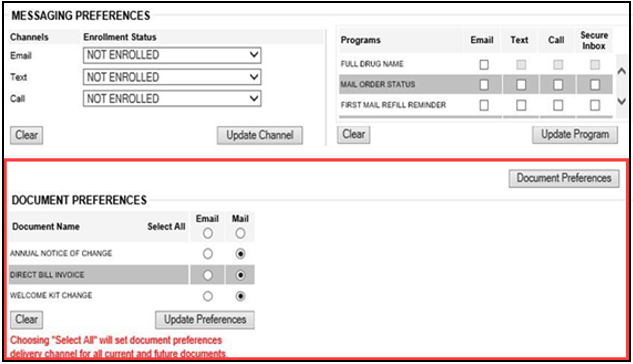 MESSAGING PREFERENCES
Channels Enrollment Status
Email NOT ENROLLED
Text NOT ENROLLED
Call NOT ENROLLED
Clear Update Channel
Programs Email Text Call Secure Inbox
FULL DRUG NAME
MAIL ORDER STATUS
FIRST MAIL REFILL REMINDER
Clear Update Program
Document Preferences
DOCUMENT PREFERENCES
Document Name Select All Email Mail
ANNUAL NOTICE OF CHANGE
DIRECT BILL INVOICE
WELCOME KIT CHANGE
Clear Update Preferences
Choosing "Select All" will set document preferences
delivery channel for all current and future documents.